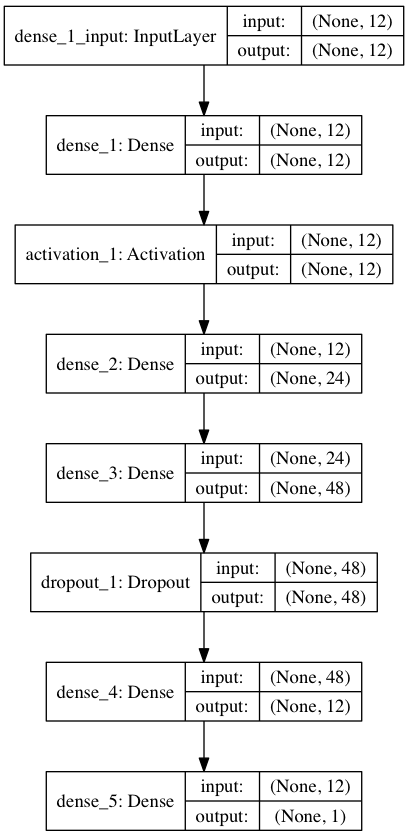 dense_1_input: InputLayer
input: (None, 12)
output: (None, 12)
dense_1: Dense
input: (None, 12)
output: (None, 12)
activation_1: Activation
input: (None, 12)
output: (None, 12)
dense_2: Dense
input: (None, 12)
output: (None, 24)
dense_3: Dense
input: (None, 24)
output: (None, 48)
dropout_1: Dropout
input: (None, 48)
output: (None, 48)
dense_4: Dense
input: (None, 48)
output: (None, 12)
dense_5: Dense
input: (None, 12)
output: (None, 1)